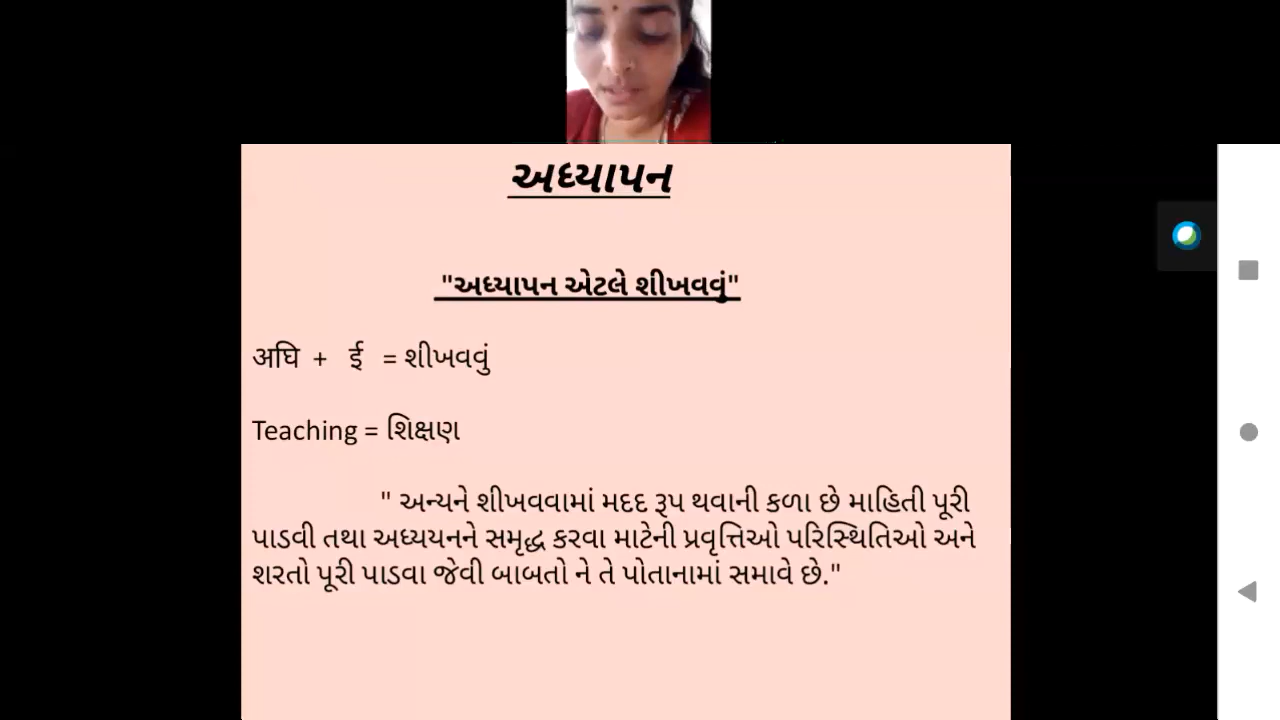 અધ્યાપન
"અધ્યાપન એટલે શીખવવું"
अघि + ई = શીખવવું
Teaching = શિક્ષણ
" અન્યને શીખવવામાં મદદ રૂપ થવાની કળા છે માહિતી પૂરી
પાડવી તથા અધ્યયનને સમૃદ્ધ કરવા માટેની પ્રવૃત્તિઓ પરિસ્થિતિઓ અને
શરતો પૂરી પાડવા જેવી બાબતો ને તે પોતાનામાં સમાવે છે."